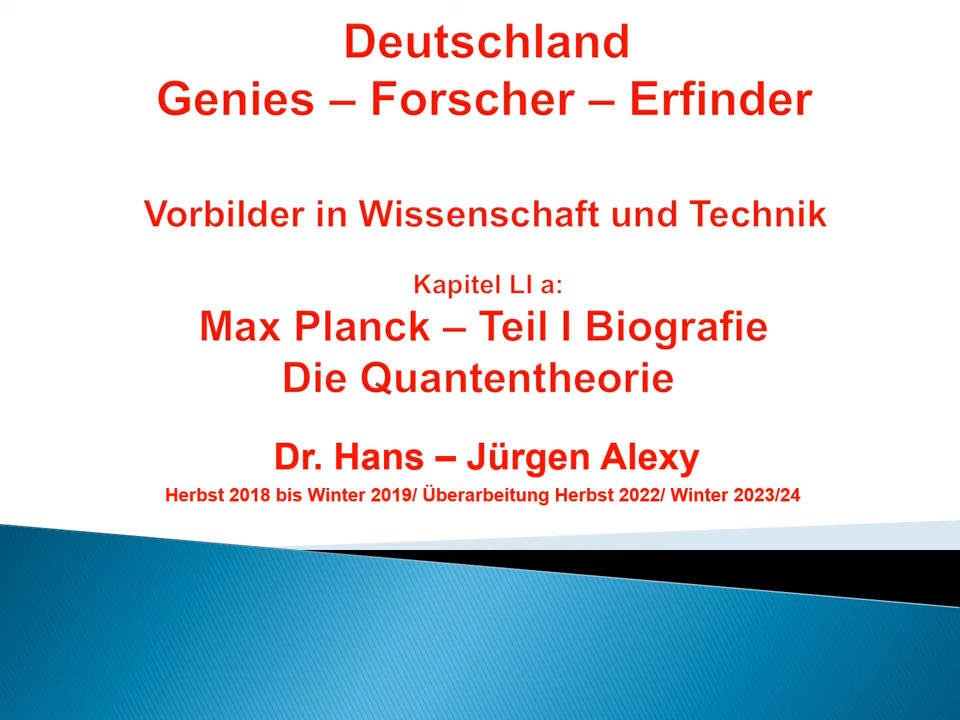 Deutschland
Genies – Forscher – Erfinder
Vorbilder in Wissenschaft und Technik
Kapitel LI a:
Max Planck – Teil I Biografie
Die Quantentheorie
Dr. Hans – Jürgen Alexy
Herbst 2018 bis Winter 2019/ Überarbeitung Herbst 2022/ Winter 2023/24